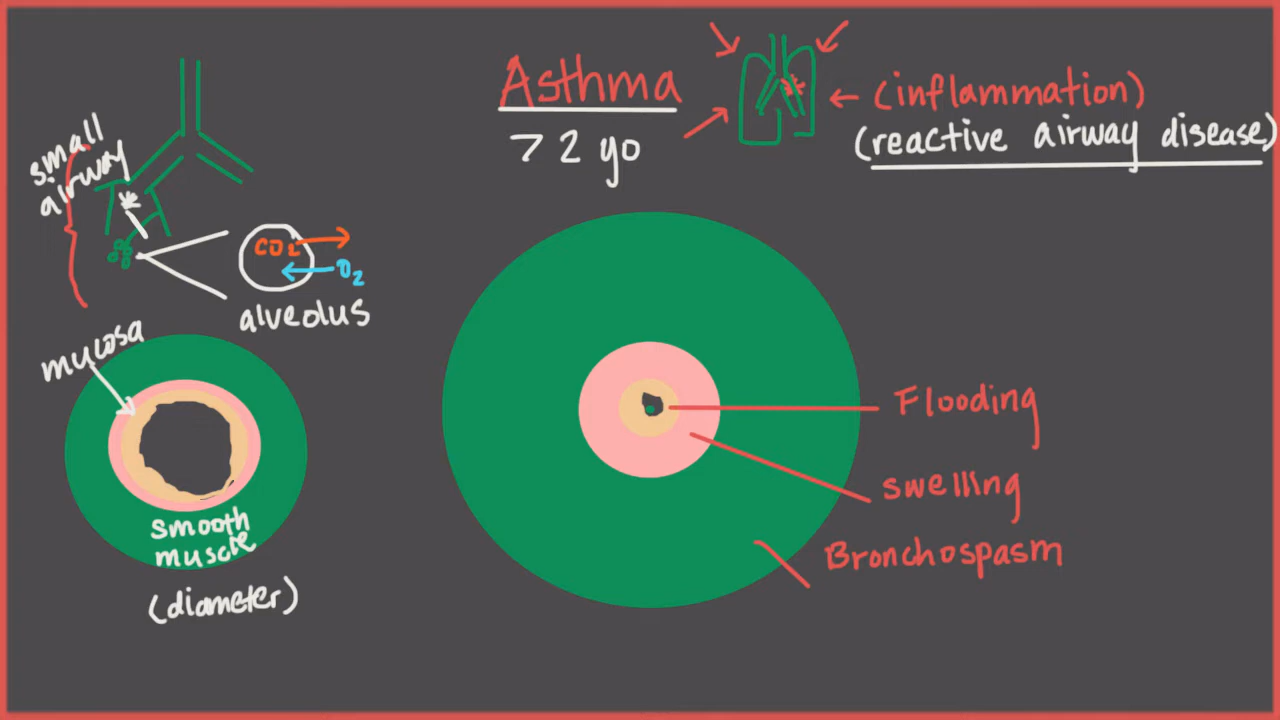 Asthma
> 2 yo
(inflammation)
(reactive airway disease)
small
airway
CO2
O2
alveolus
mucosa
smooth
muscle
(diameter)
Flooding
swelling
Bronchospasm